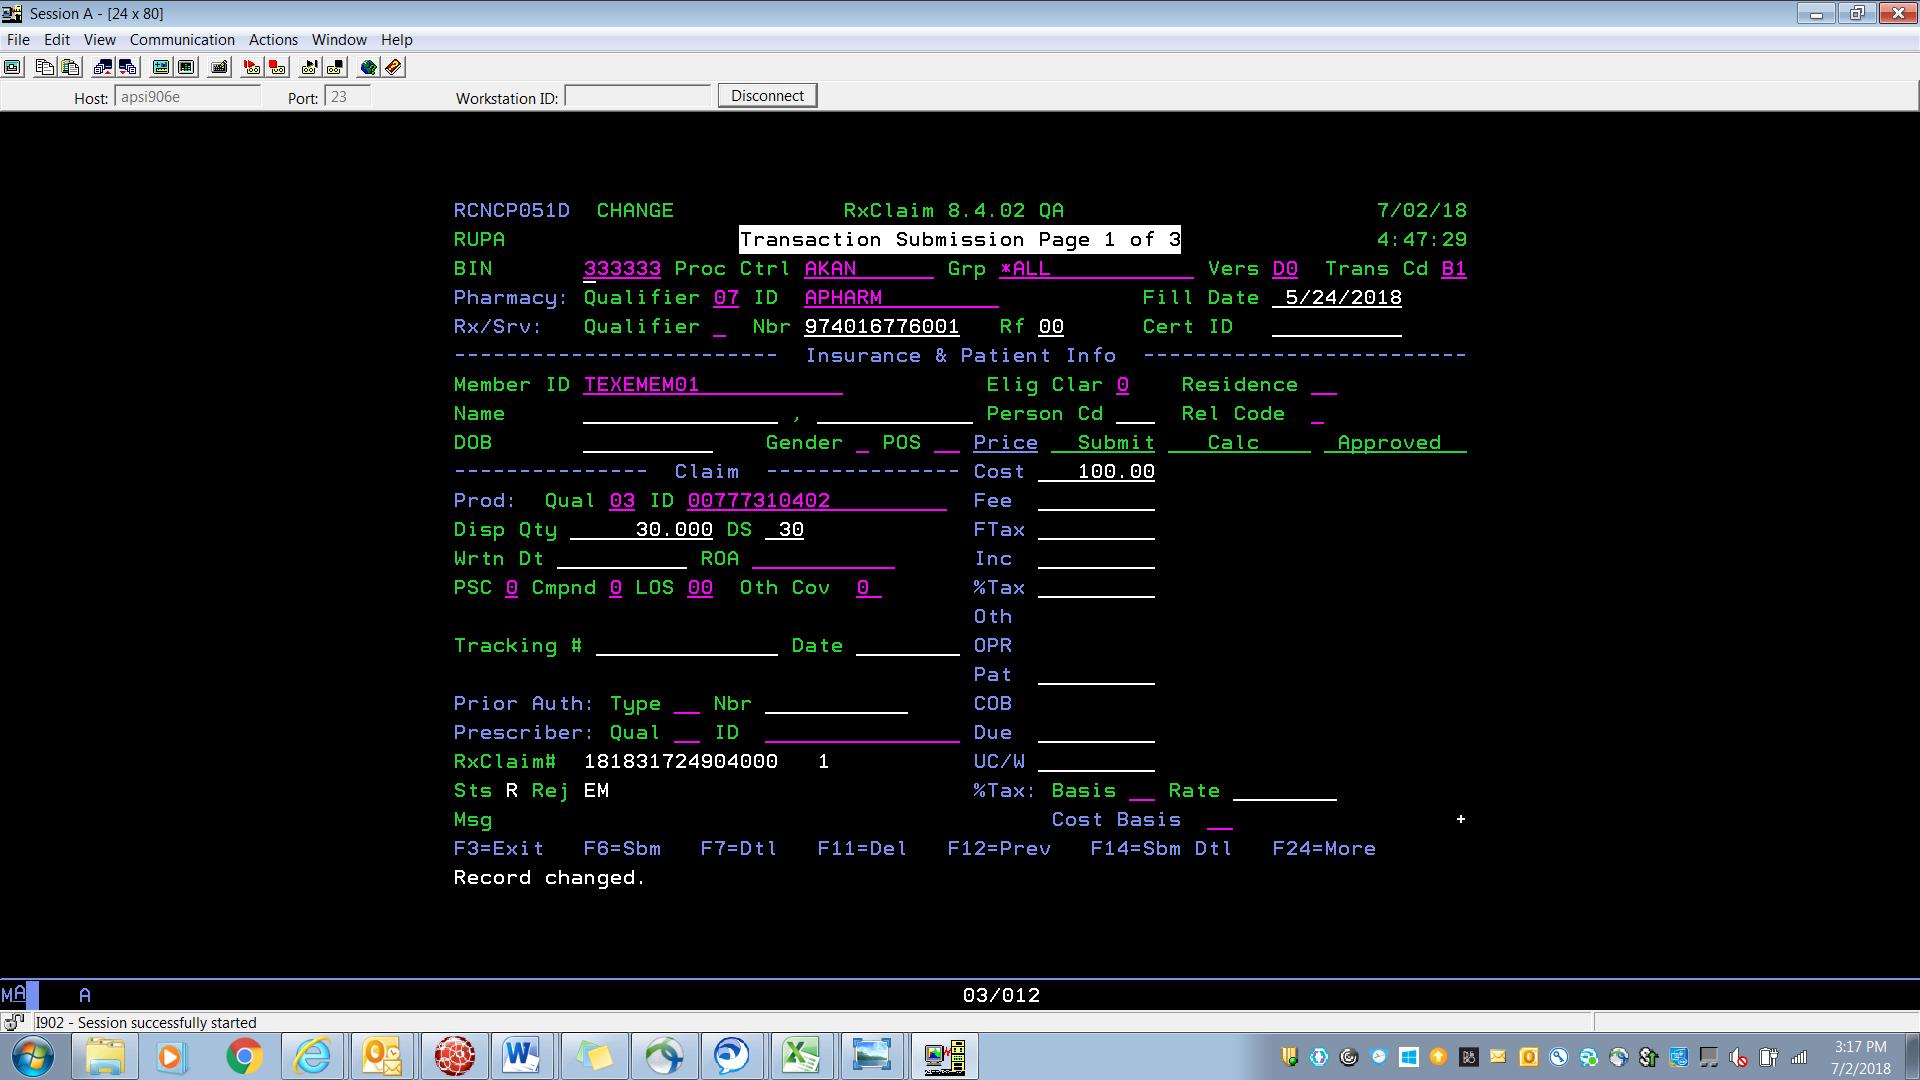 Session A - [24 x 80]
File Edit View Communication Actions Window Help
Host: apsi906e Port: 23 Workstation ID: Disconnect
RCNCP051D CHANGE RxClaim 8.4.02 QA 7/02/18
RUPA Transaction Submission Page 1 of 3 4:47:29
BIN 333333 Proc Ctrl AKAN Grp *ALL Vers D0 Trans Cd B1
Pharmacy: Qualifier 07 ID APHARM Fill Date 5/24/2018
Rx/Srv: Qualifier _ Nbr 974016776001 Rf 00 Cert ID
------------------------- Insurance & Patient Info -------------------------
Member ID TEXEMEM01 Elig Clar 0 Residence __
Name , Person Cd ___ Rel Code _
DOB Gender _ POS __ Price Submit Calc Approved
--------------- Claim --------------- Cost 100.00
Prod: Qual 03 ID 00777310402 Fee
Disp Qty 30.000 DS 30 FTax
Wrtn Dt ROA Inc
PSC 0 Cmpnd 0 LOS 00 Oth Cov 0 %Tax
Oth
Tracking # Date OPR
Pat
Prior Auth: Type __ Nbr COB
Prescriber: Qual __ ID Due
RxClaim# 181831724904000 1 UC/W
Sts R Rej EM %Tax: Basis __ Rate
Msg Cost Basis __ +
F3=Exit F6=Sbm F7=Dtl F11=Del F12=Prev F14=Sbm Dtl F24=More
Record changed.
MA A 03/012
I902 - Session successfully started
3:17 PM
7/2/2018